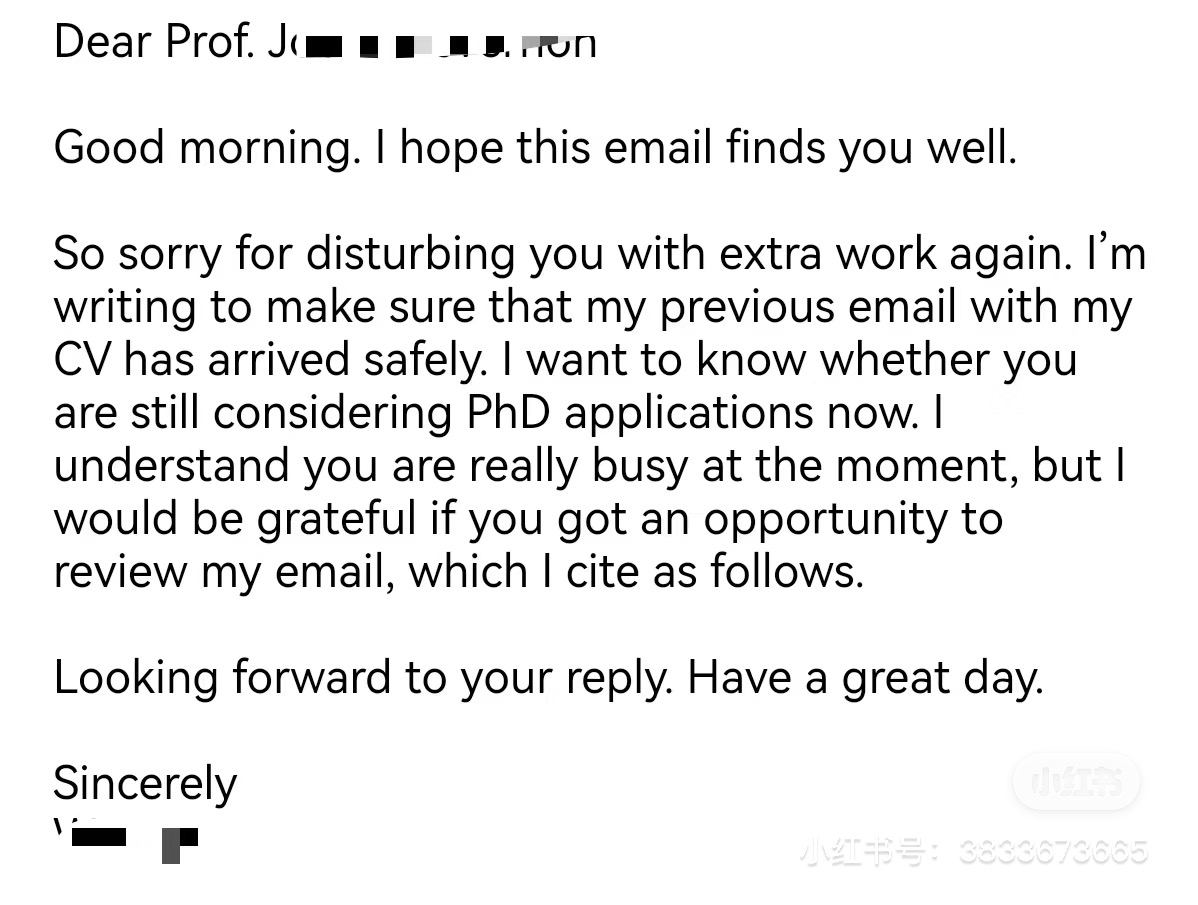 Dear Prof.
Good morning. I hope this email finds you well.
So sorry for disturbing you with extra work again. I’m
writing to make sure that my previous email with my
CV has arrived safely. I want to know whether you
are still considering PhD applications now. I
understand you are really busy at the moment, but I
would be grateful if you got an opportunity to
review my email, which I cite as follows.
Looking forward to your reply. Have a great day.
Sincerely
小红书
小红书号：3833673665